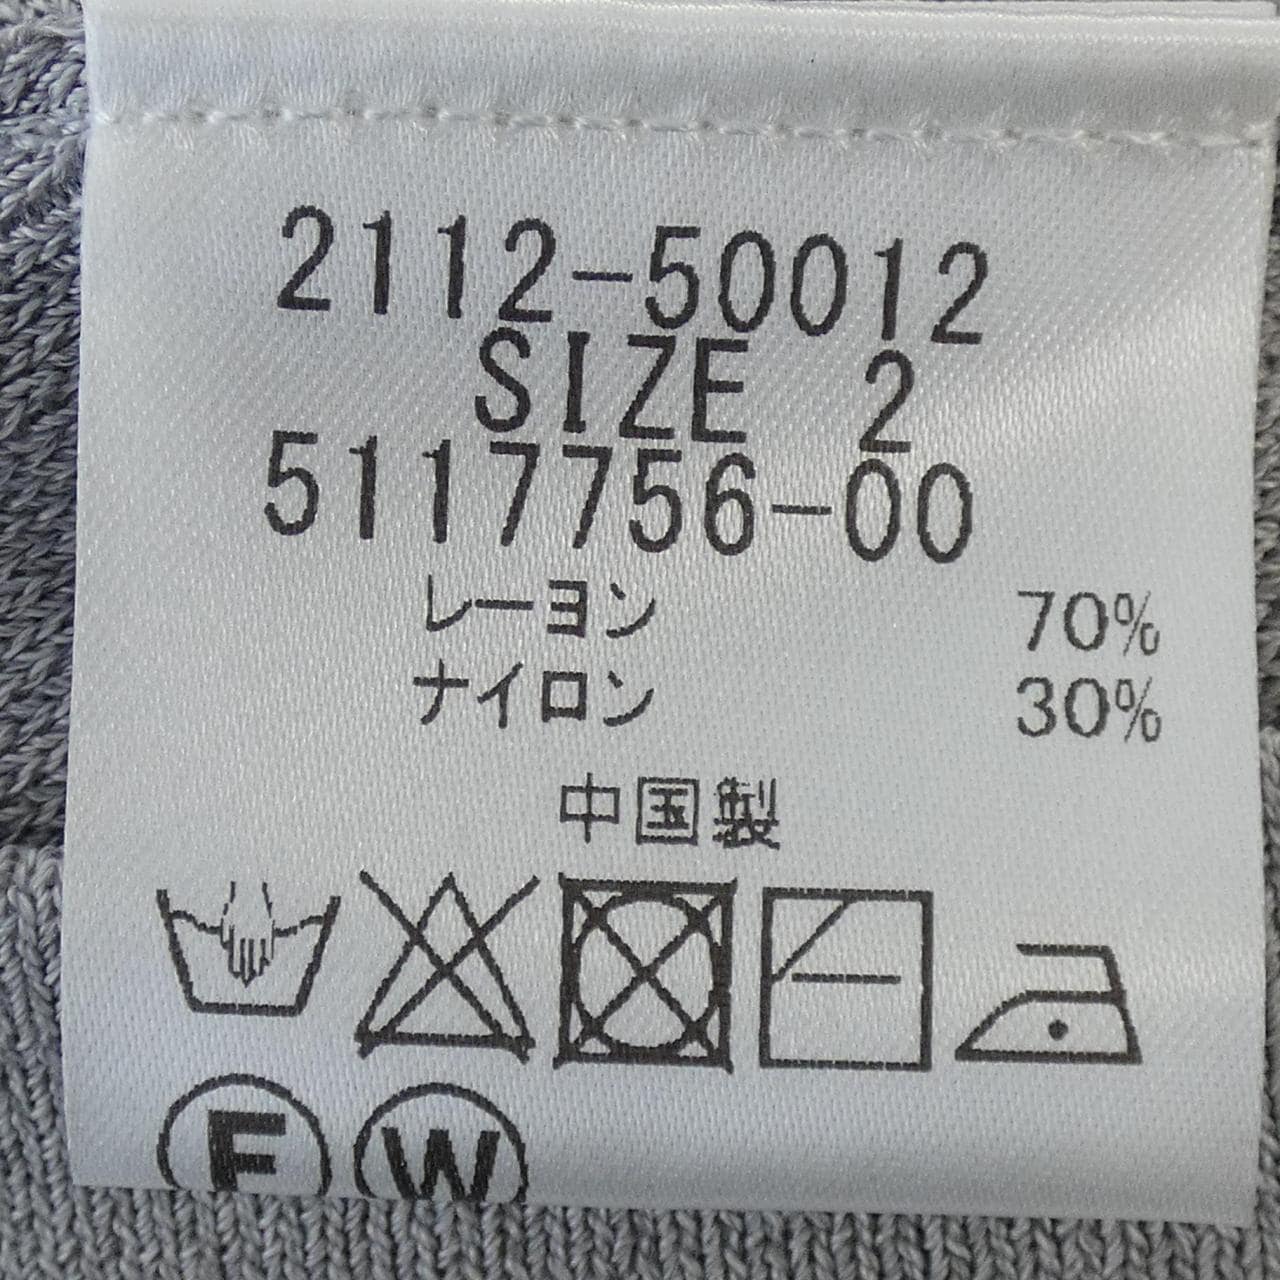 2112-50012
SIZE 2
5117756-00
レーヨン 70%
ナイロン 30%
中国製
F W